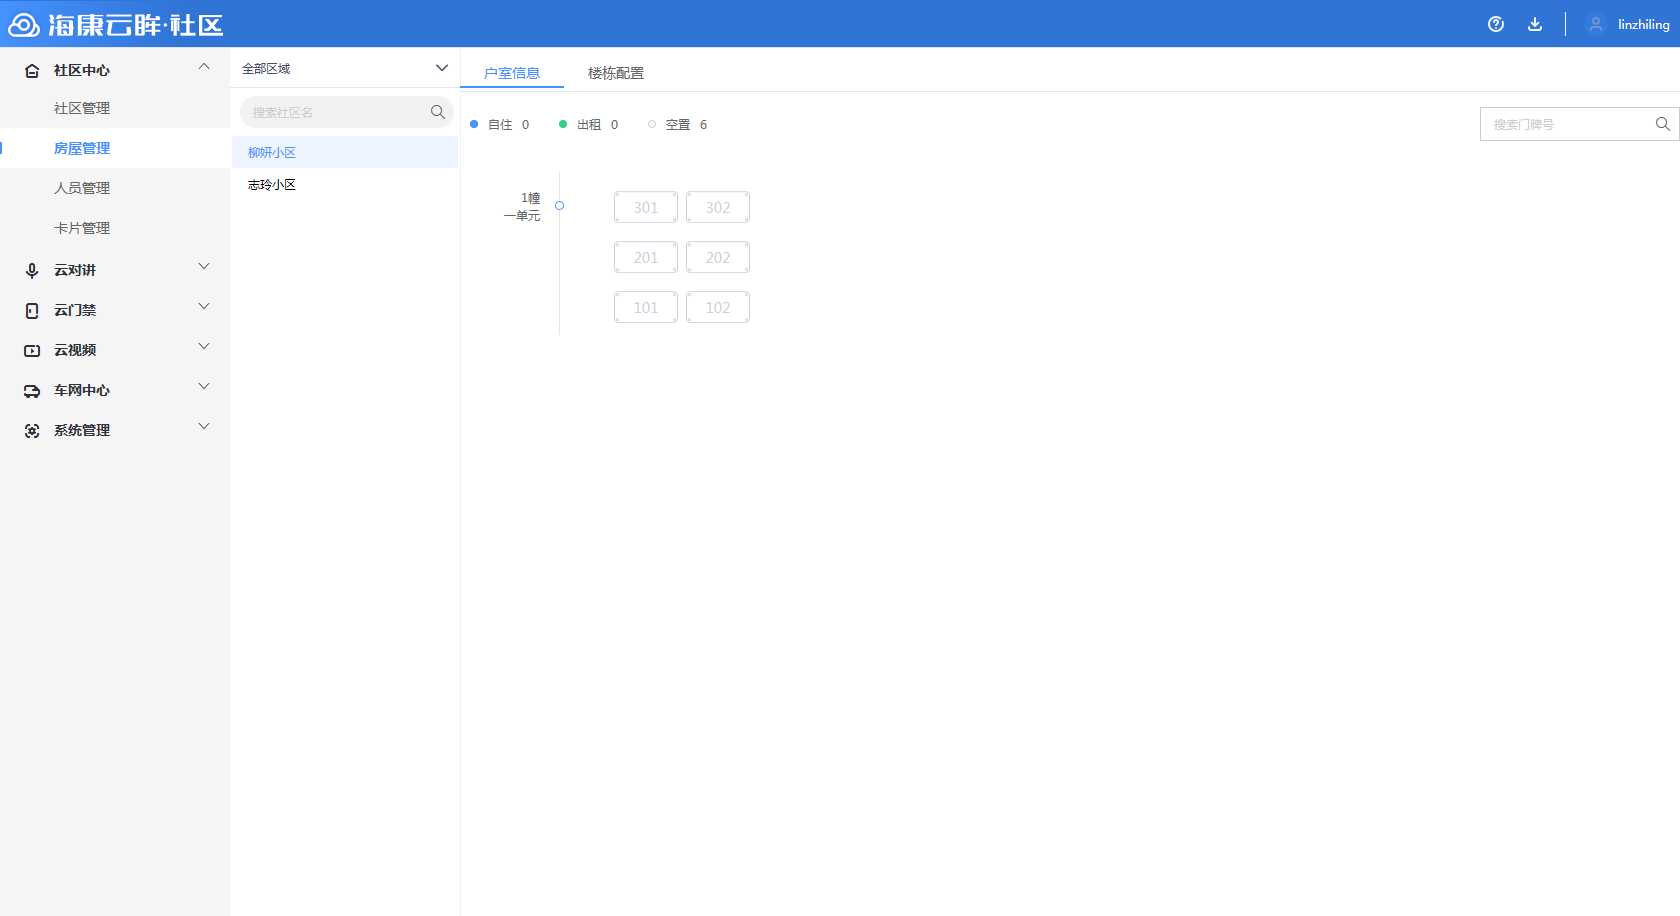 海康云眸·社区
linzhiling
社区中心
社区管理
房屋管理
人员管理
卡片管理
云对讲
云门禁
云视频
车网中心
系统管理
全部区域
搜索社区名
柳妍小区
志玲小区
户室信息 楼栋配置
自住 0 出租 0 空置 6
搜索门牌号
1幢
一单元
301 302
201 202
101 102